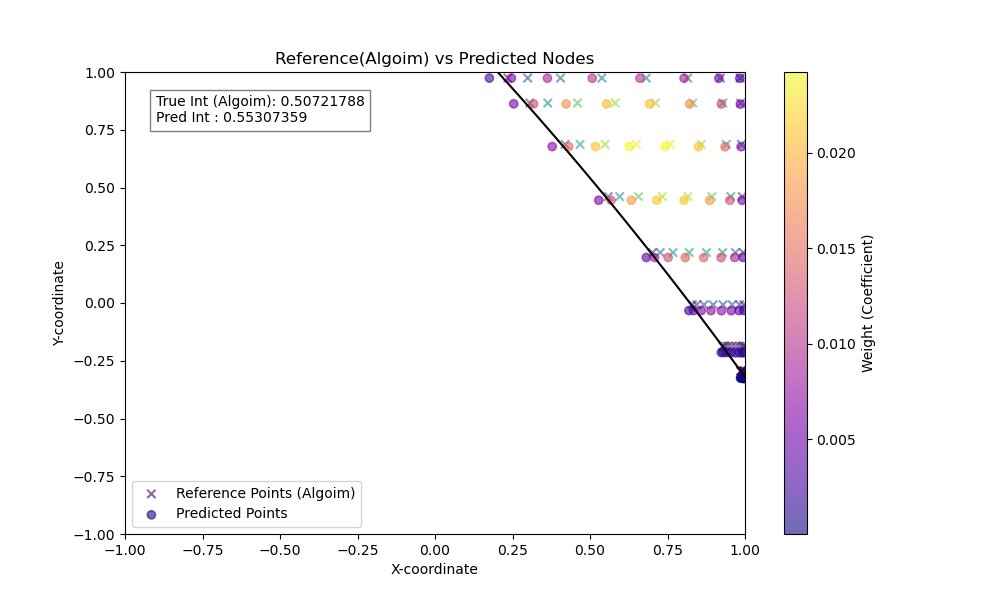 Reference(Algoim) vs Predicted Nodes
True Int (Algoim): 0.50721788
Pred Int : 0.55307359
1.00
0.75
0.50
0.25
0.00
−0.25
−0.50
−0.75
−1.00
Y-coordinate
Reference Points (Algoim)
Predicted Points
−1.00 −0.75 −0.50 −0.25 0.00 0.25 0.50 0.75 1.00
X-coordinate
0.020
0.015
0.010
0.005
Weight (Coefficient)